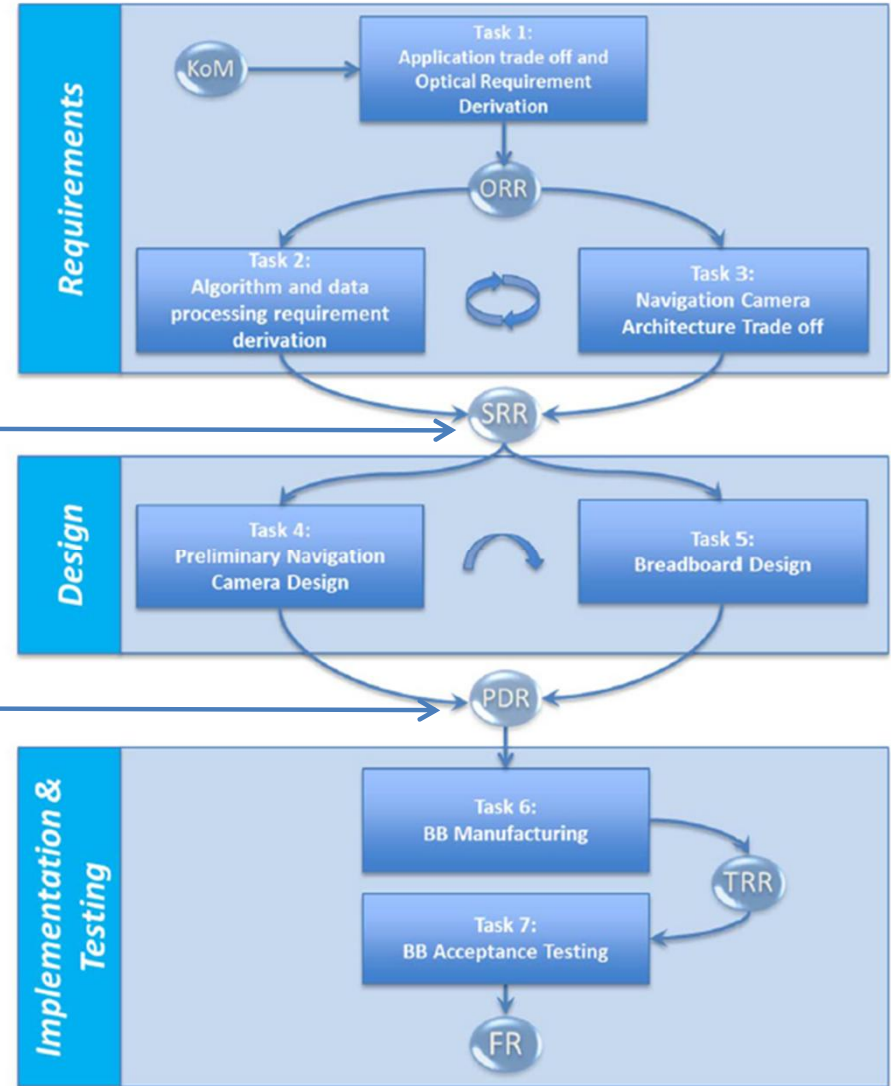 Requirements
KoM
Task 1:
Application trade off and
Optical Requirement
Derivation
ORR
Task 2:
Algorithm and data
processing requirement
derivation
Task 3:
Navigation Camera
Architecture Trade off
SRR
Design
Task 4:
Preliminary Navigation
Camera Design
Task 5:
Breadboard Design
PDR
Implementation &
Testing
Task 6:
BB Manufacturing
TRR
Task 7:
BB Acceptance Testing
FR